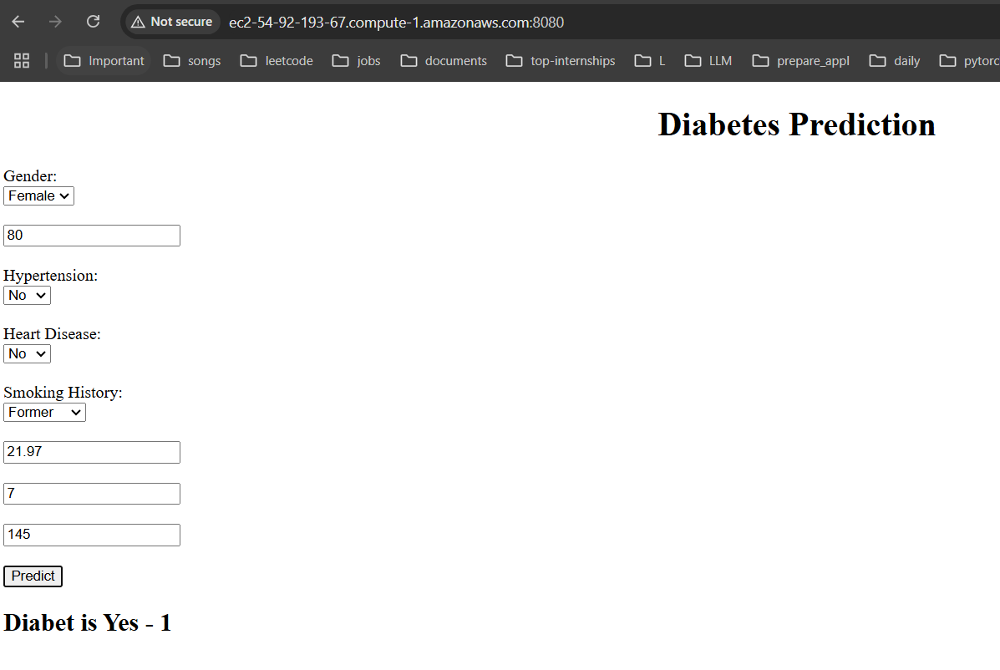 Not secure ec2-54-92-193-67.compute-1.amazonaws.com:8080
Important songs leetcode jobs documents top-internships L LLM prepare_appl daily pytorc
Diabetes Prediction
Gender:
Female
80
Hypertension:
No
Heart Disease:
No
Smoking History:
Former
21.97
7
145
Predict
Diabet is Yes - 1